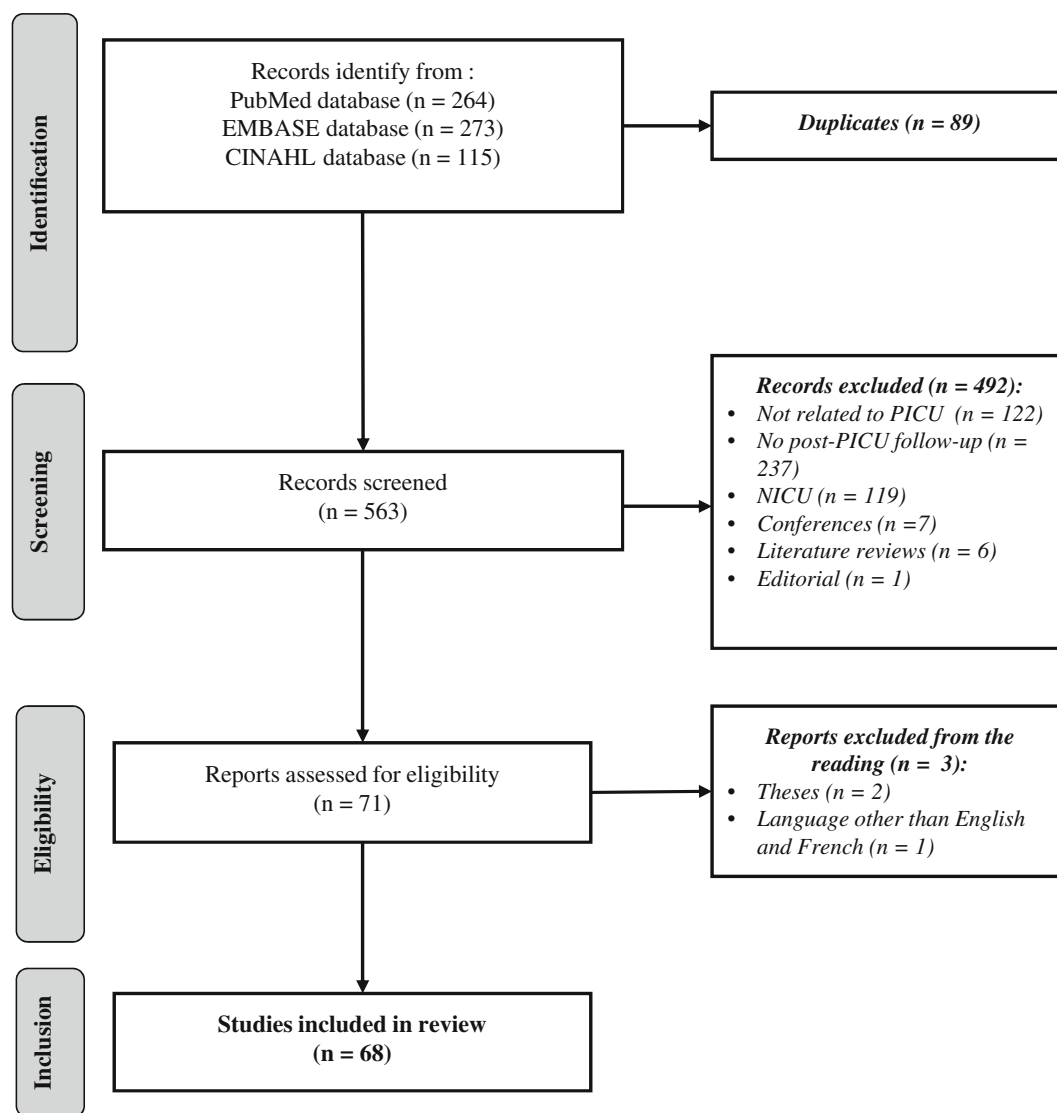 Identification
Records identify from :
PubMed database (n = 264)
EMBASE database (n = 273)
CINAHL database (n = 115)
Duplicates (n = 89)
Screening
Records screened
(n = 563)
Records excluded (n = 492):
• Not related to PICU (n = 122)
• No post-PICU follow-up (n =
237)
• NICU (n = 119)
• Conferences (n =7)
• Literature reviews (n = 6)
• Editorial (n = 1)
Eligibility
Reports assessed for eligibility
(n = 71)
Reports excluded from the
reading (n = 3):
• Theses (n = 2)
• Language other than English
and French (n = 1)
Inclusion
Studies included in review
(n = 68)